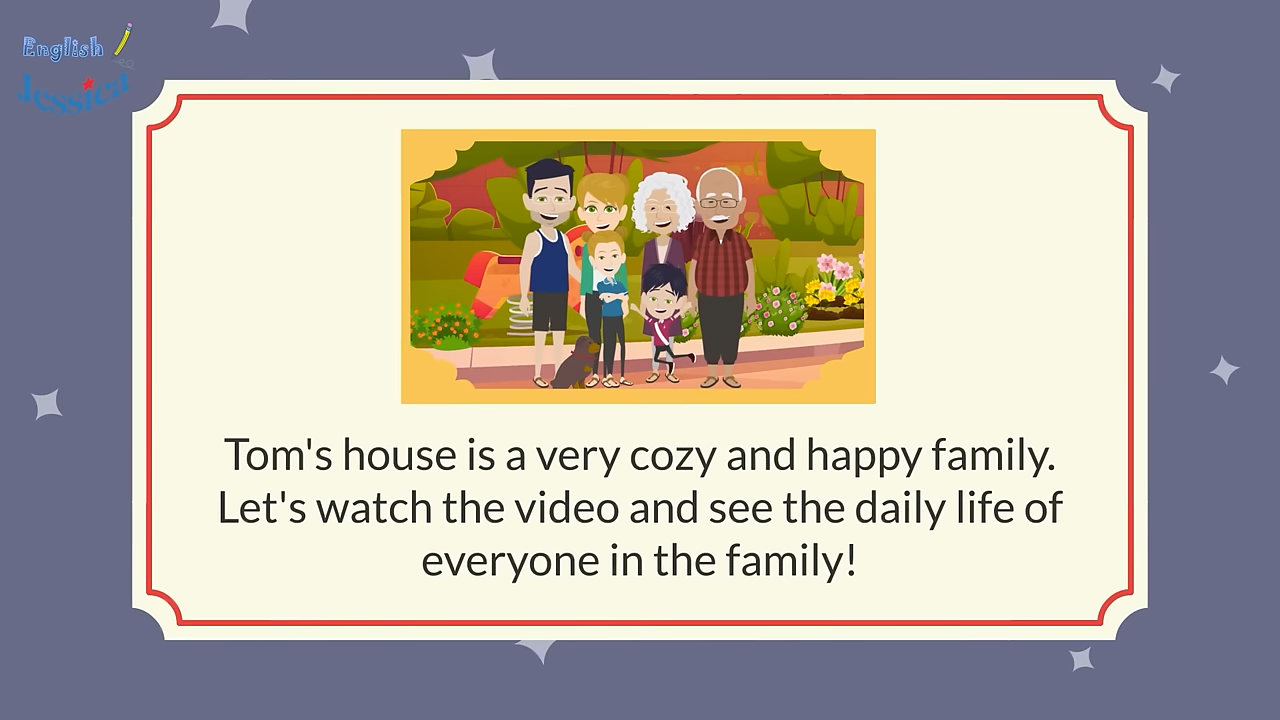 English
Jessica
Tom's house is a very cozy and happy family.
Let's watch the video and see the daily life of
everyone in the family!